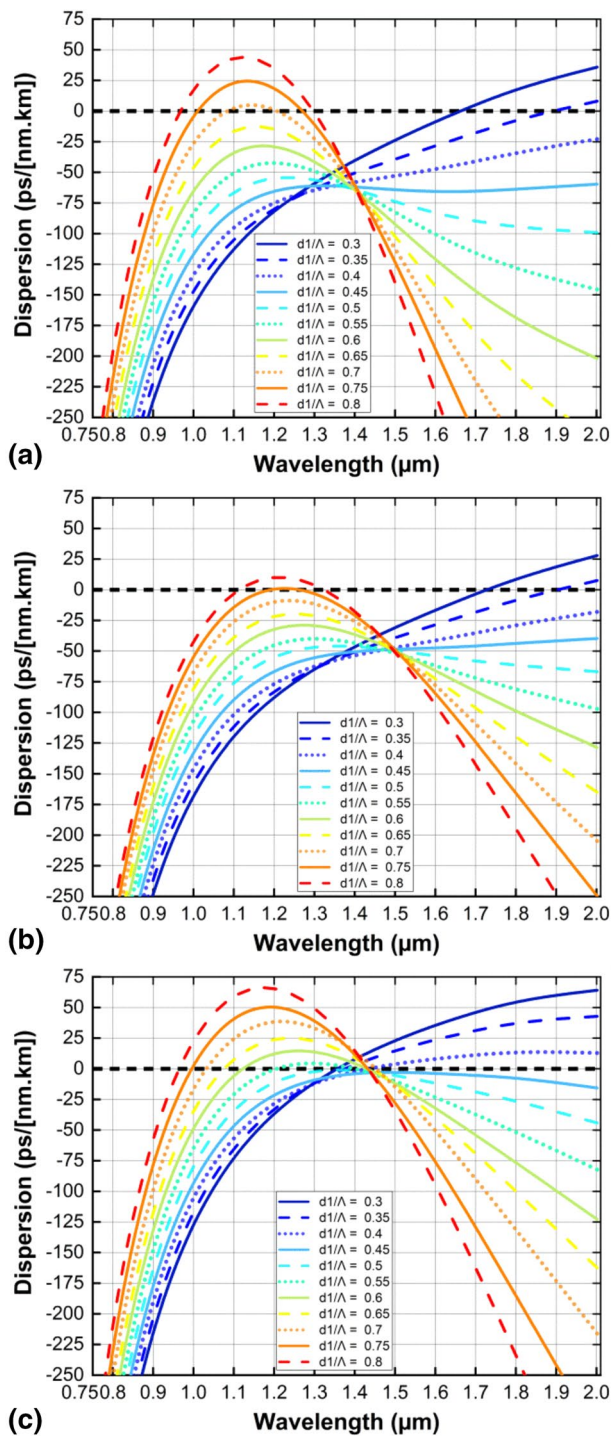 75
50
25
0
-25
-50
-75
-100
-125
-150
-175
-200
-225
-250
Dispersion (ps/[nm.km])
d1/Λ = 0.3
d1/Λ = 0.35
d1/Λ = 0.4
d1/Λ = 0.45
d1/Λ = 0.5
d1/Λ = 0.55
d1/Λ = 0.6
d1/Λ = 0.65
d1/Λ = 0.7
d1/Λ = 0.75
d1/Λ = 0.8
0.75 0.8 0.9 1.0 1.1 1.2 1.3 1.4 1.5 1.6 1.7 1.8 1.9 2.0
(a) Wavelength (µm)
75
50
25
0
-25
-50
-75
-100
-125
-150
-175
-200
-225
-250
Dispersion (ps/[nm.km])
d1/Λ = 0.3
d1/Λ = 0.35
d1/Λ = 0.4
d1/Λ = 0.45
d1/Λ = 0.5
d1/Λ = 0.55
d1/Λ = 0.6
d1/Λ = 0.65
d1/Λ = 0.7
d1/Λ = 0.75
d1/Λ = 0.8
0.75 0.8 0.9 1.0 1.1 1.2 1.3 1.4 1.5 1.6 1.7 1.8 1.9 2.0
(b) Wavelength (µm)
75
50
25
0
-25
-50
-75
-100
-125
-150
-175
-200
-225
-250
Dispersion (ps/[nm.km])
d1/Λ = 0.3
d1/Λ = 0.35
d1/Λ = 0.4
d1/Λ = 0.45
d1/Λ = 0.5
d1/Λ = 0.55
d1/Λ = 0.6
d1/Λ = 0.65
d1/Λ = 0.7
d1/Λ = 0.75
d1/Λ = 0.8
0.75 0.8 0.9 1.0 1.1 1.2 1.3 1.4 1.5 1.6 1.7 1.8 1.9 2.0
(c) Wavelength (µm)